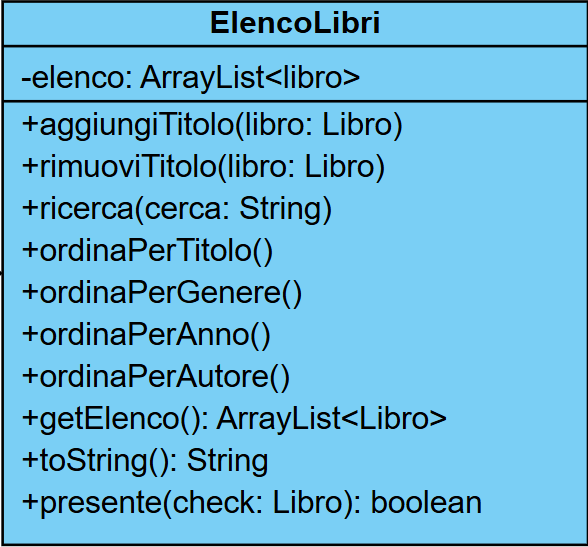 ElencoLibri
-elenco: ArrayList<libro>
+aggiungiTitolo(libro: Libro)
+rimuoviTitolo(libro: Libro)
+ricerca(cerca: String)
+ordinaPerTitolo()
+ordinaPerGenere()
+ordinaPerAnno()
+ordinaPerAutore()
+getElenco(): ArrayList<Libro>
+toString(): String
+presente(check: Libro): boolean